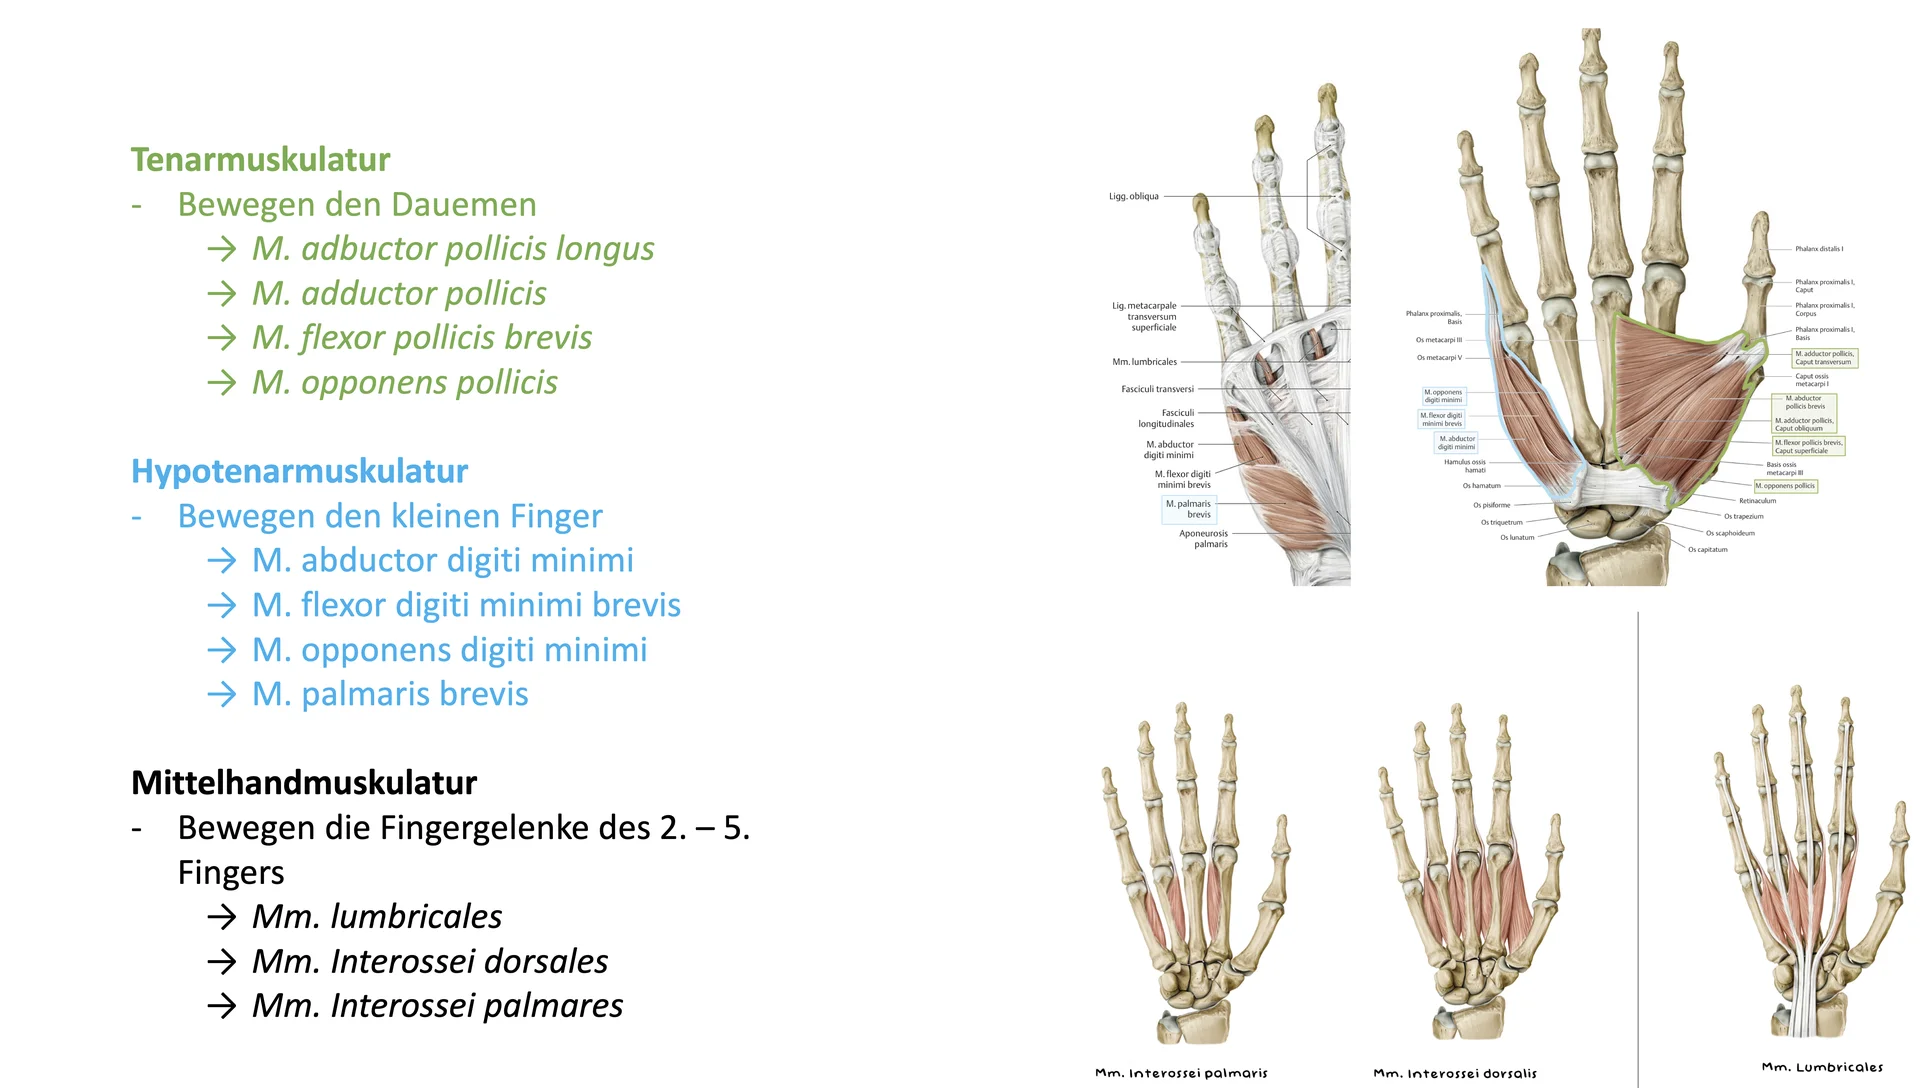 Tenarmuskulatur
- Bewegen den Dauemen
→ M. adbuctor pollicis longus
→ M. adductor pollicis
→ M. flexor pollicis brevis
→ M. opponens pollicis
Hypotenarmuskulatur
- Bewegen den kleinen Finger
→ M. abductor digiti minimi
→ M. flexor digiti minimi brevis
→ M. opponens digiti minimi
→ M. palmaris brevis
Mittelhandmuskulatur
- Bewegen die Fingergelenke des 2. – 5.
Fingers
→ Mm. lumbricales
→ Mm. Interossei dorsales
→ Mm. Interossei palmares
Ligg. obliqua
Lig. metacarpale
transversum
superficiale
Mm. lumbricales
Fasciculi transversi
Fasciculi
longitudinales
M. abductor
digiti minimi
M. flexor digiti
minimi brevis
M. palmaris
brevis
Aponeurosis
palmaris
Phalanx proximalis,
Basis
Os metacarpi III
Os metacarpi V
M. opponens
digiti minimi
M. flexor digiti
minimi brevis
M. abductor
digiti minimi
Hamulus ossis
hamati
Os hamatum
Os pisiforme
Os triquetrum
Os lunatum
Phalanx distalis I
Phalanx proximalis I,
Caput
Phalanx proximalis I,
Corpus
Phalanx proximalis I,
Basis
M. adductor pollicis,
Caput transversum
Caput ossis
metacarpi I
M. abductor
pollicis brevis
M. adductor pollicis,
Caput obliquum
M. flexor pollicis brevis,
Caput superficiale
Basis ossis
metacarpi III
M. opponens pollicis
Retinaculum
Os trapezium
Os scaphoideum
Os capitatum
Mm. Interossei palmaris
Mm. Interossei dorsalis
Mm. Lumbricales